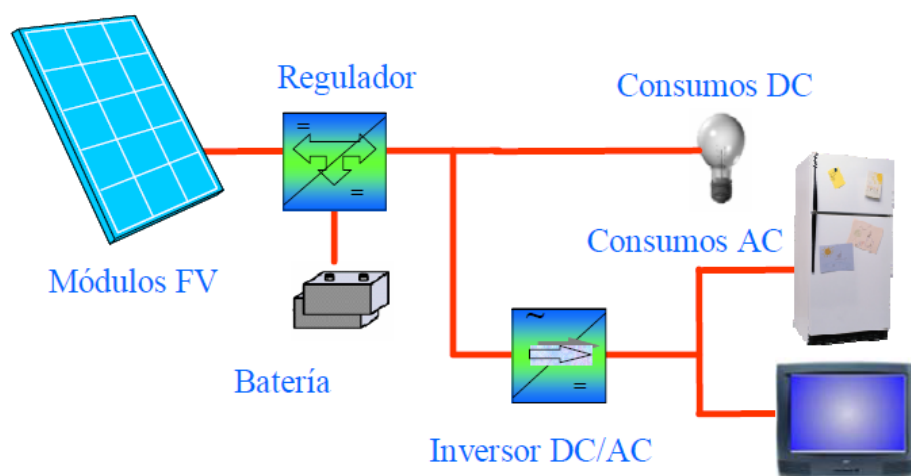 Regulador
Consumos DC
=
=
Consumos AC
Módulos FV
~
=
Batería
Inversor DC/AC